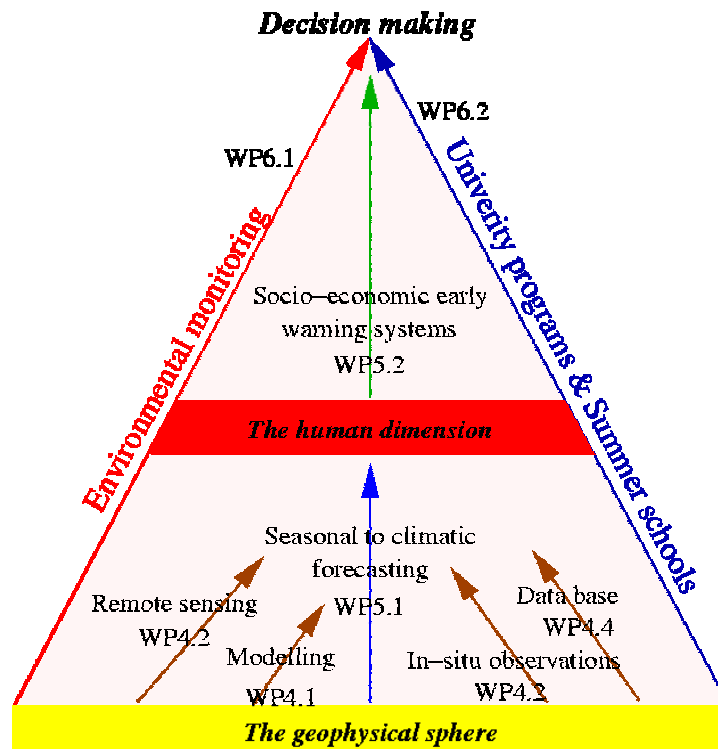 Decision making
WP6.2
WP6.1
Environmental monitoring
Univerity programs & Summer schools
Socio-economic early
warning systems
WP5.2
The human dimension
Seasonal to climatic
forecasting
WP5.1
Remote sensing
WP4.2
Data base
WP4.4
Modelling
WP4.1
In-situ observations
WP4.2
The geophysical sphere